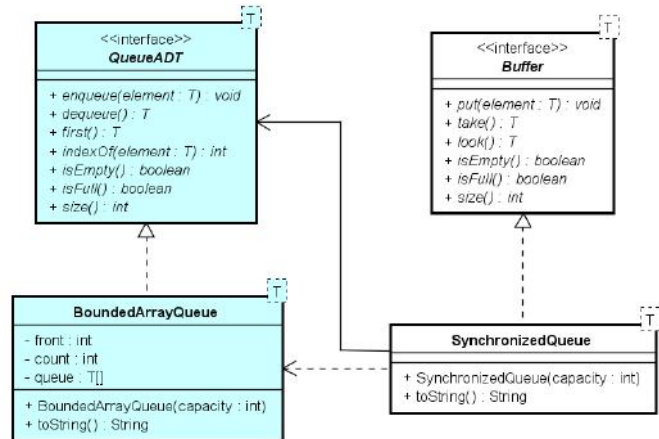 T
<<interface>>
QueueADT
+ enqueue(element : T) : void
+ dequeue() : T
+ first() : T
+ indexOf(element : T) : int
+ isEmpty() : boolean
+ isFull() : boolean
+ size() : int
T
<<interface>>
Buffer
+ put(element : T) : void
+ take() : T
+ look() : T
+ isEmpty() : boolean
+ isFull() : boolean
+ size() : int
T
BoundedArrayQueue
- front : int
- count : int
- queue : T[]
+ BoundedArrayQueue(capacity : int)
+ toString() : String
T
SynchronizedQueue
+ SynchronizedQueue(capacity : int)
+ toString() : String